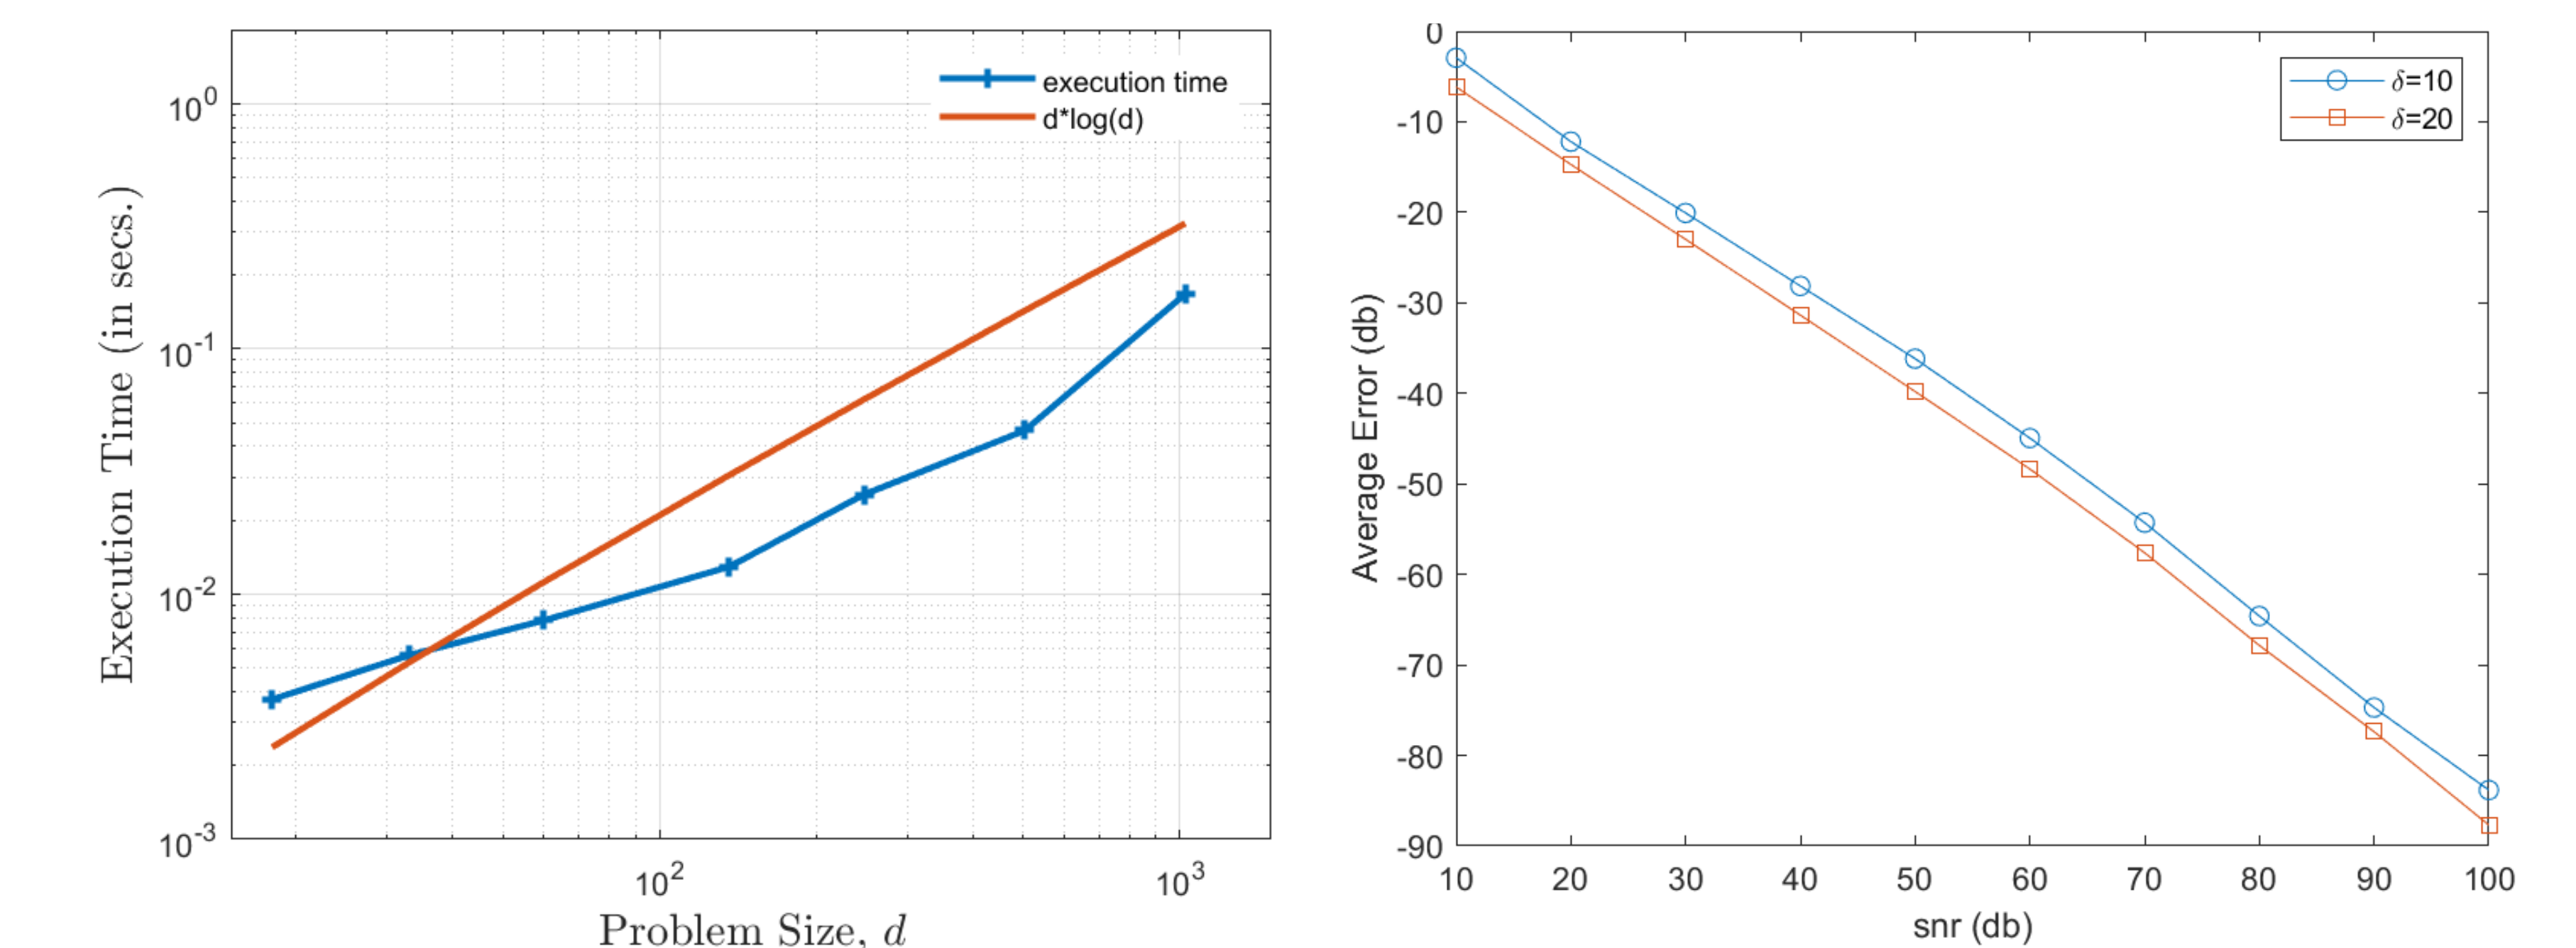 execution time
d*log(d)
10^0
10^-1
10^-2
10^-3
Execution Time (in secs.)
10^2 10^3
Problem Size, d
δ=10
δ=20
0
-10
-20
-30
-40
-50
-60
-70
-80
-90
Average Error (db)
10 20 30 40 50 60 70 80 90 100
snr (db)